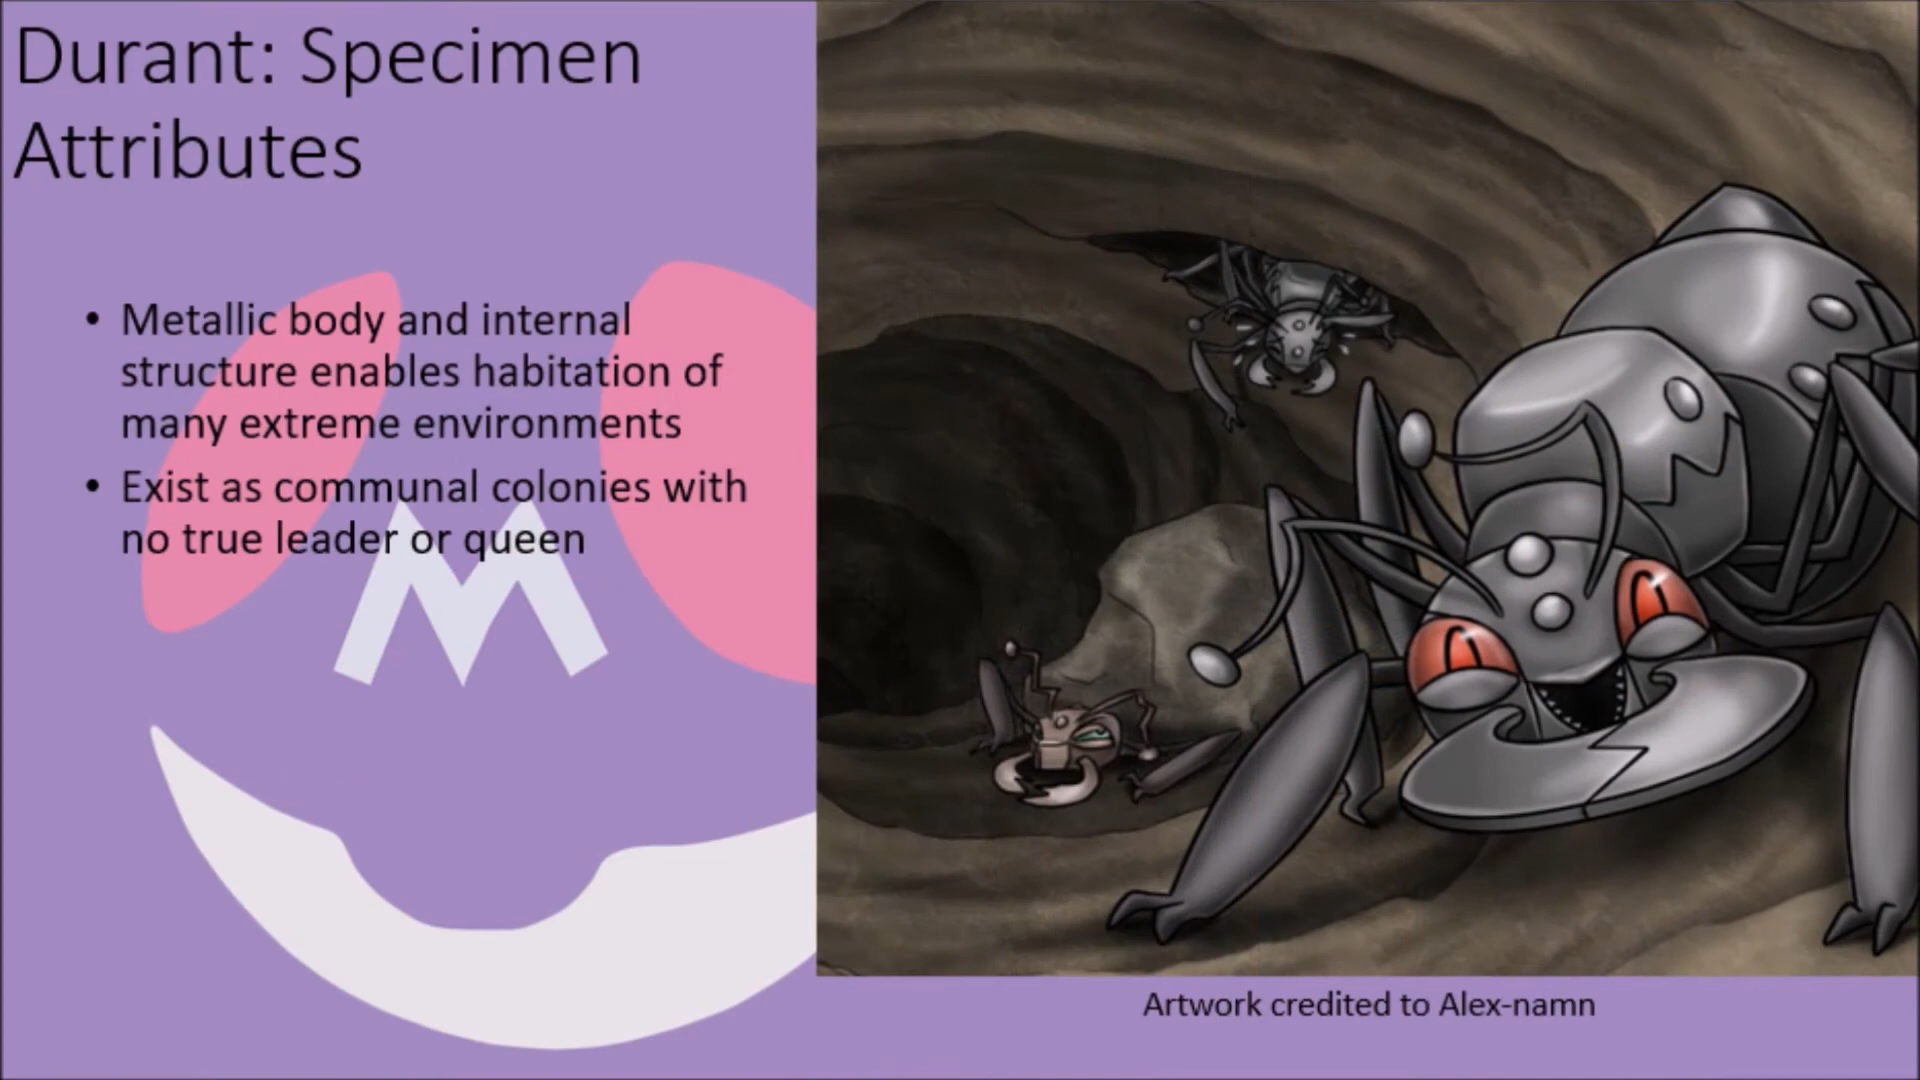 Durant: Specimen
Attributes
• Metallic body and internal
structure enables habitation of
many extreme environments
• Exist as communal colonies with
no true leader or queen
M
Artwork credited to Alex-namn